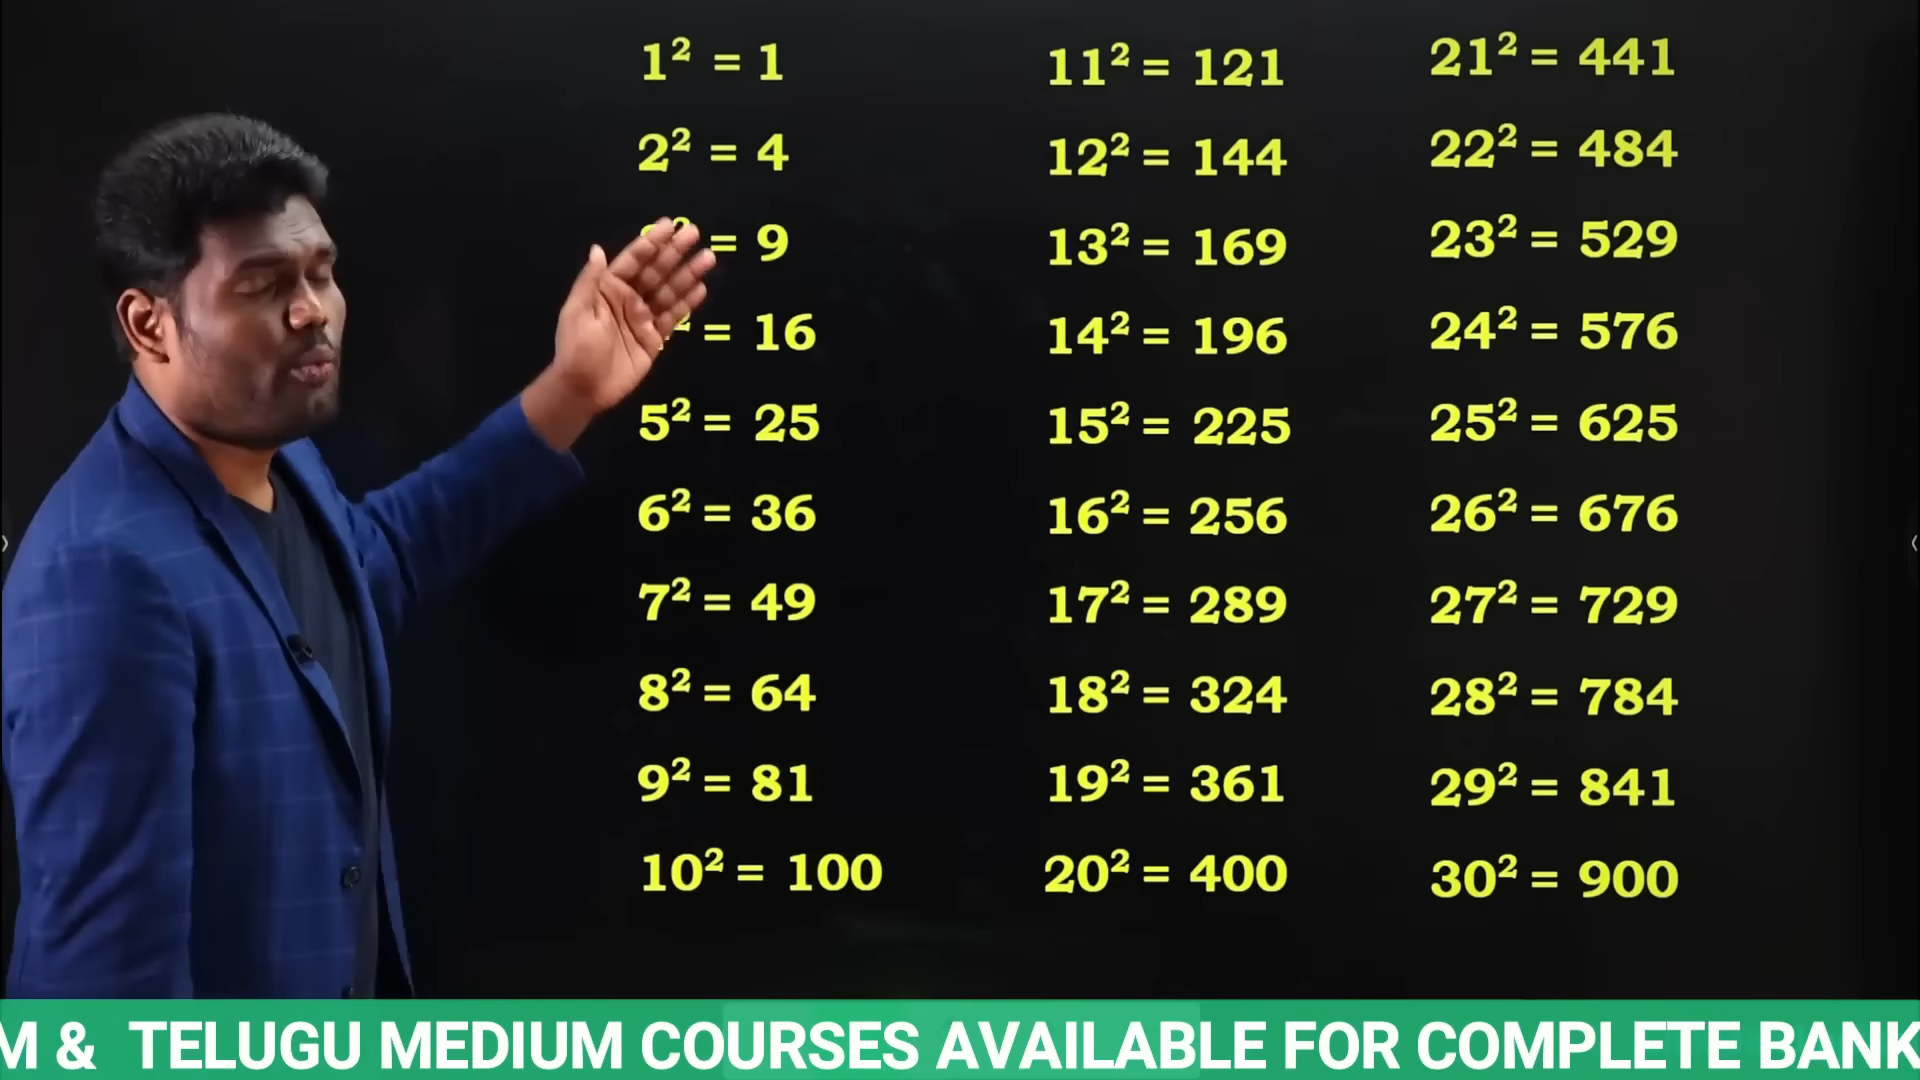 1² = 1
2² = 4
² = 9
² = 16
5² = 25
6² = 36
7² = 49
8² = 64
9² = 81
10² = 100
11² = 121
12² = 144
13² = 169
14² = 196
15² = 225
16² = 256
17² = 289
18² = 324
19² = 361
20² = 400
21² = 441
22² = 484
23² = 529
24² = 576
25² = 625
26² = 676
27² = 729
28² = 784
29² = 841
30² = 900
M & TELUGU MEDIUM COURSES AVAILABLE FOR COMPLETE BANK